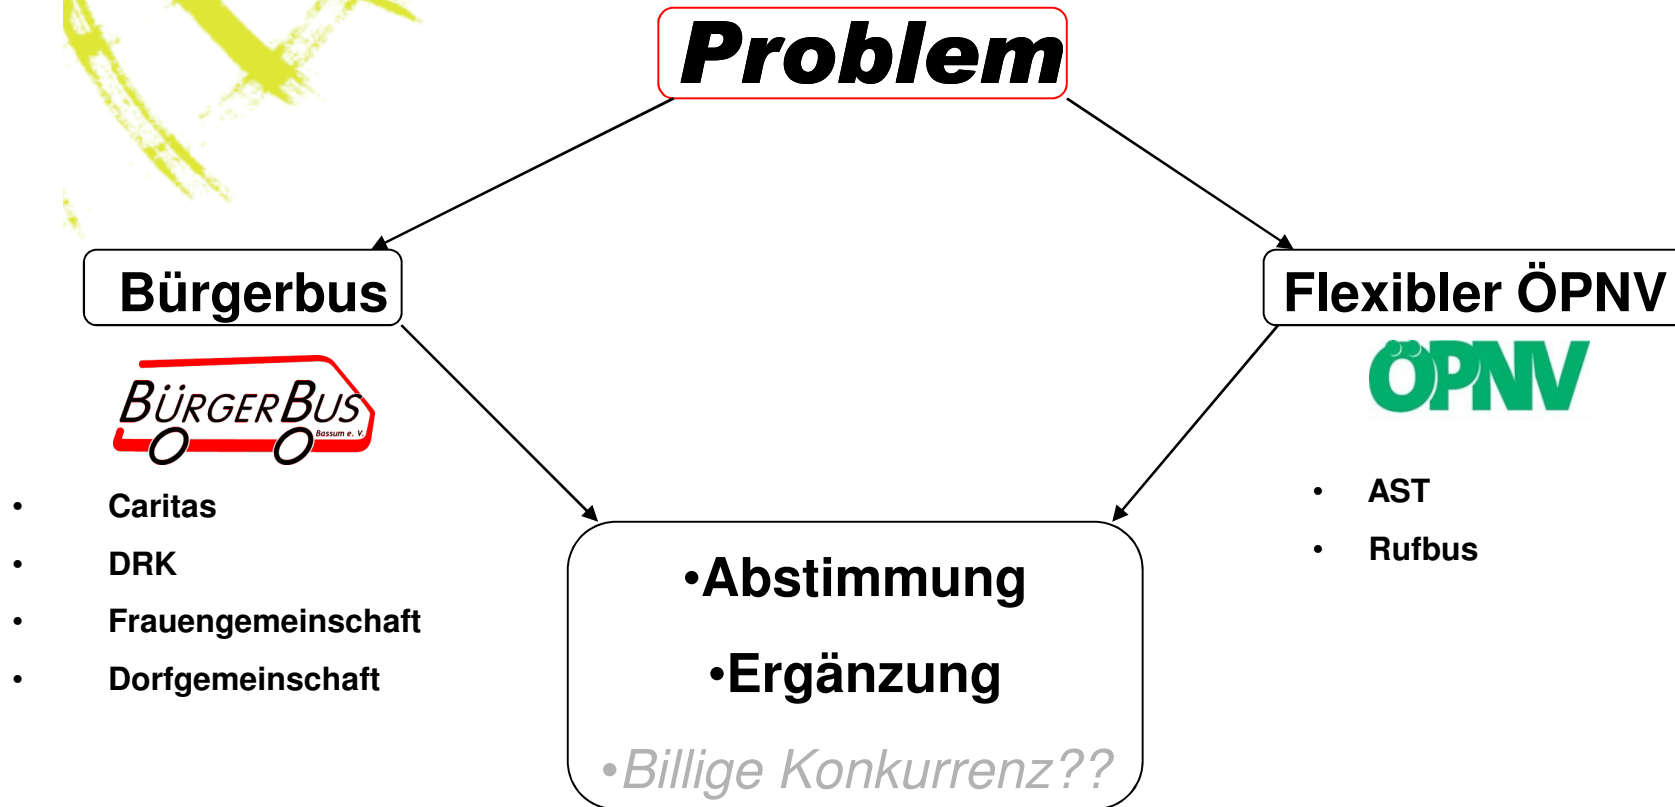 Problem
Bürgerbus
Flexibler ÖPNV
BÜRGERBUS
Bassum e. V.
ÖPNV
• Caritas
• DRK
• Frauengemeinschaft
• Dorfgemeinschaft
• AST
• Rufbus
•Abstimmung
•Ergänzung
•Billige Konkurrenz??